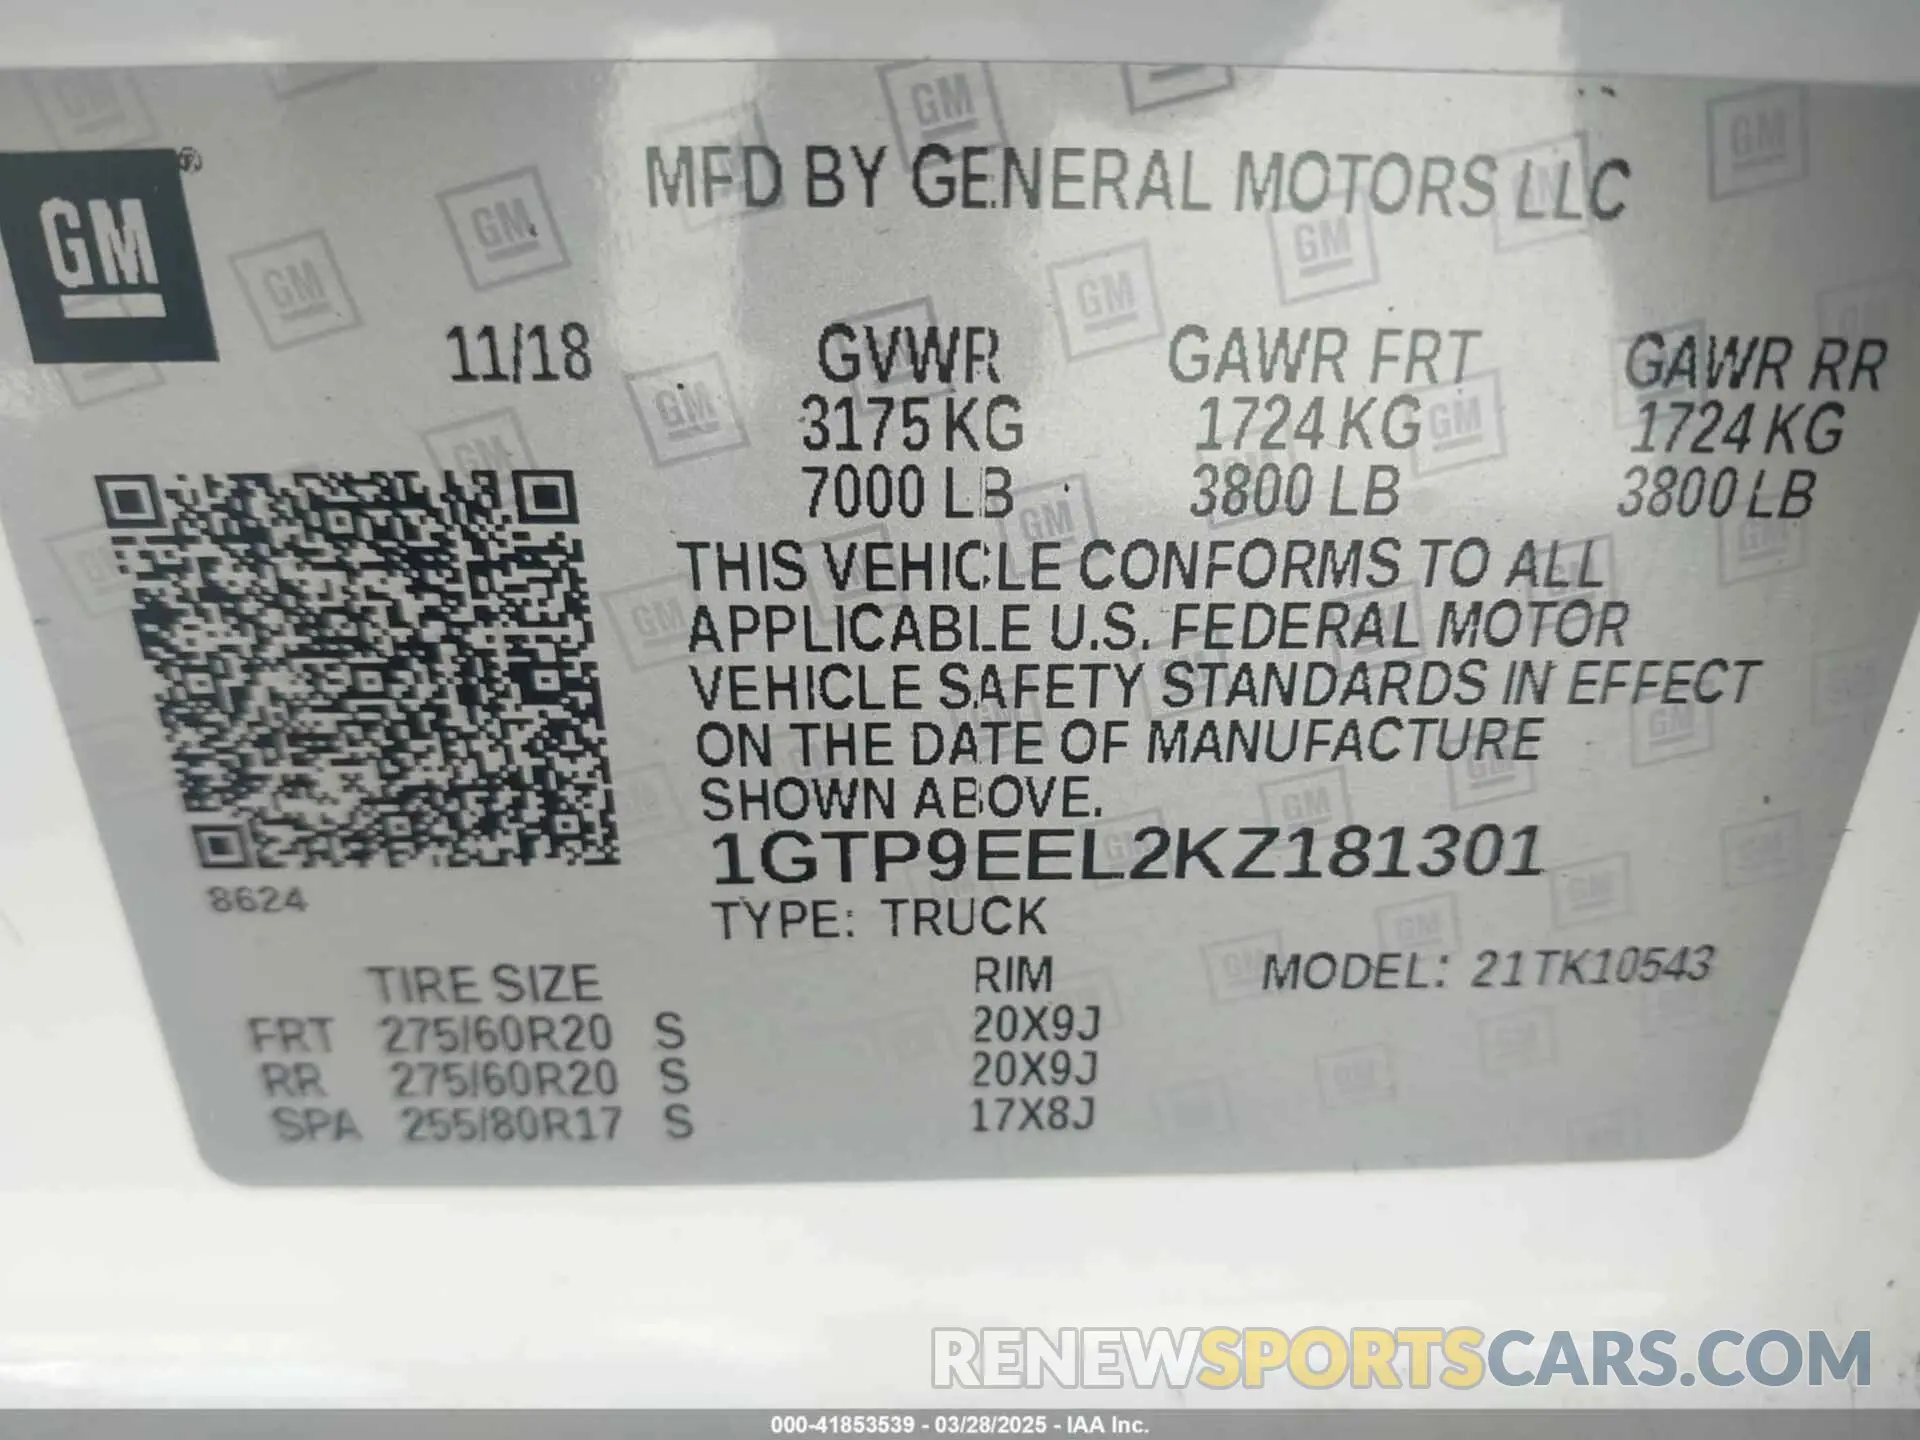 GM
MFD BY GENERAL MOTORS LLC
11/18 GVWR GAWR FRT GAWR RR
3175 KG 1724 KG 1724 KG
7000 LB 3800 LB 3800 LB
THIS VEHICLE CONFORMS TO ALL
APPLICABLE U.S. FEDERAL MOTOR
VEHICLE SAFETY STANDARDS IN EFFECT
ON THE DATE OF MANUFACTURE
SHOWN ABOVE.
1GTP9EEL2KZ181301
8624
TYPE: TRUCK
TIRE SIZE RIM MODEL: 21TK10543
FRT 275/60R20 S 20X9J
RR 275/60R20 S 20X9J
SPA 255/80R17 S 17X8J
RENEWSPORTSCARS.COM
000-41853539 - 03/28/2025 - IAA Inc.